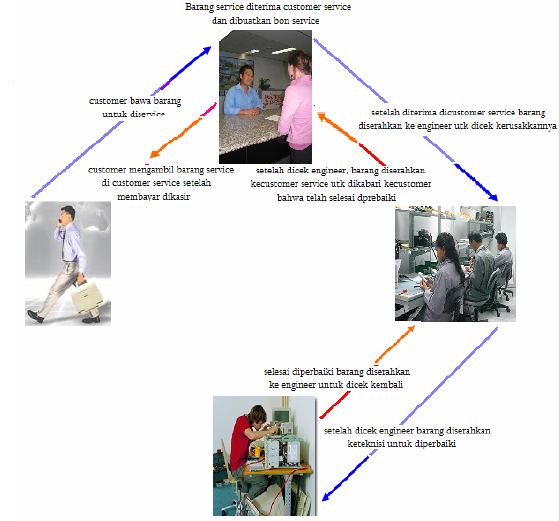 Barang service diterima customer service
dan dibuatkan bon service
customer bawa barang
untuk diservice
setelah diterima dicustomer service barang
diserahkan ke engineer utk dicek kerusakkannya
customer mengambil barang service
di customer service setelah
membayar dikasir
setelah dicek engineer, barang diserahkan
kecustomer service utk dikabari kecustomer
bahwa telah selesai dprebaiki
selesai diperbaiki barang diserahkan
ke engineer untuk dicek kembali
setelah dicek engineer barang diserahkan
keteknisi untuk diperbaiki